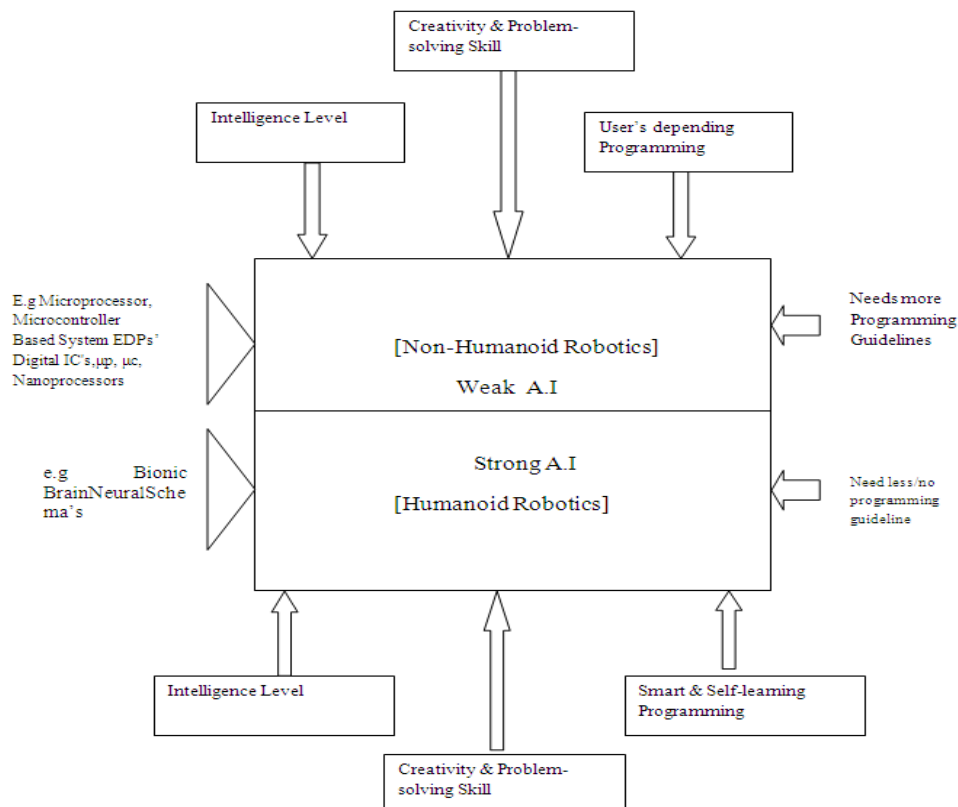 Creativity & Problem-
solving Skill
Intelligence Level
User's depending
Programming
E.g Microprocessor,
Microcontroller
Based System EDPs'
Digital IC's,μp, μc,
Nanoprocessors
[Non-Humanoid Robotics]
Weak A.I
Needs more
Programming
Guidelines
e.g Bionic
BrainNeuralSche
ma's
Strong A.I
[Humanoid Robotics]
Need less/no
programming
guideline
Intelligence Level
Smart & Self-learning
Programming
Creativity & Problem-
solving Skill